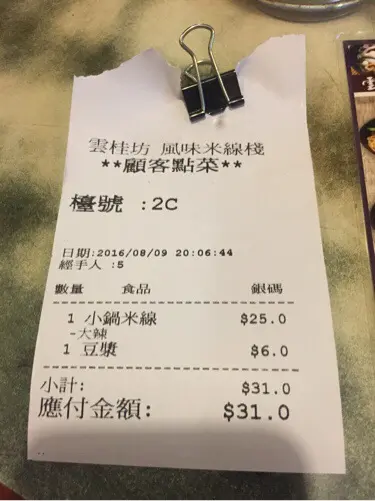 雲桂坊 風味米線棧
**顧客點菜**
檯號 :2C
日期:2016/08/09 20:06:44
經手人 :5
數量 食品 銀碼
1 小鍋米線 $25.0
-大辣
1 豆漿 $6.0
小計: $31.0
應付金額: $31.0